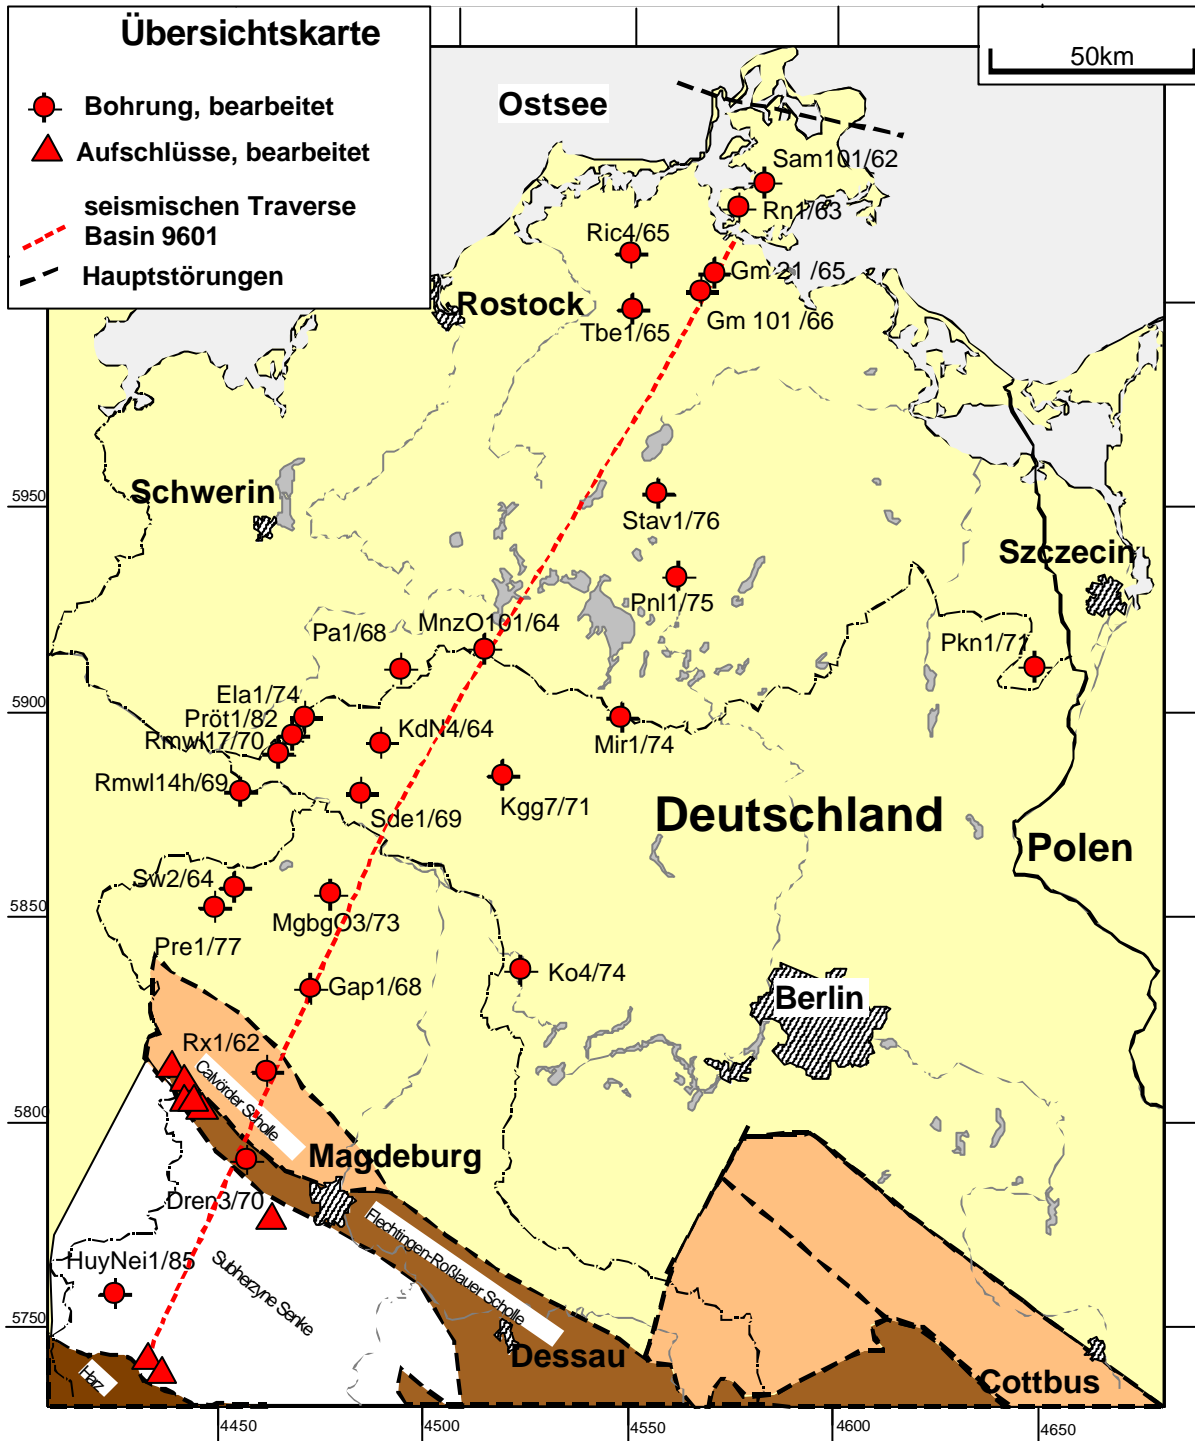 Übersichtskarte
50km
Bohrung, bearbeitet
Aufschlüsse, bearbeitet
seismischen Traverse
Basin 9601
Hauptstörungen
Ostsee
Sam101/62
Rn1/63
Ric4/65
Gm 21 /65
Rostock
Gm 101 /66
Tbe1/65
5950
Schwerin
Stav1/76
Szczecin
Pnl1/75
MnzO101/64
Pa1/68
Pkn1/71
5900
Ela1/74
Pröt1/82
Rmwl17/70
KdN4/64
Mir1/74
Rmwl14h/69
Kgg7/71
Sde1/69
Deutschland
Polen
Sw2/64
5850
MgbgO3/73
Pre1/77
Ko4/74
Gap1/68
Berlin
Rx1/62
Calvörder Scholle
5800
Magdeburg
Dren3/70
Flechtingen-Roßlauer Scholle
HuyNei1/85
Subherzyne Senke
5750
Dessau
Harz
Cottbus
4450
4500
4550
4600
4650